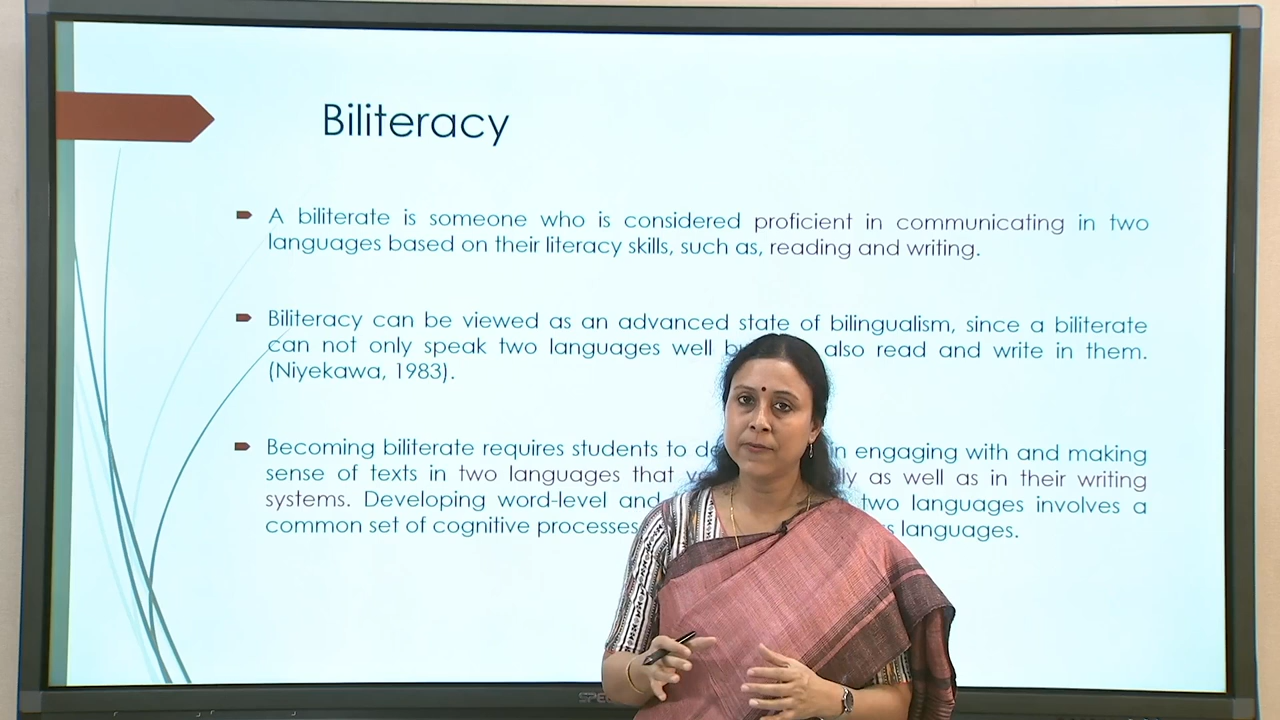 Biliteracy
A biliterate is someone who is considered proficient in communicating in two
languages based on their literacy skills, such as, reading and writing.
Biliteracy can be viewed as an advanced state of bilingualism, since a biliterate
can not only speak two languages well also read and write in them.
(Niyekawa, 1983).
Becoming biliterate requires students to engaging with and making
sense of texts in two languages that as well as in their writing
systems. Developing word-level and two languages involves a
common set of cognitive processes languages.